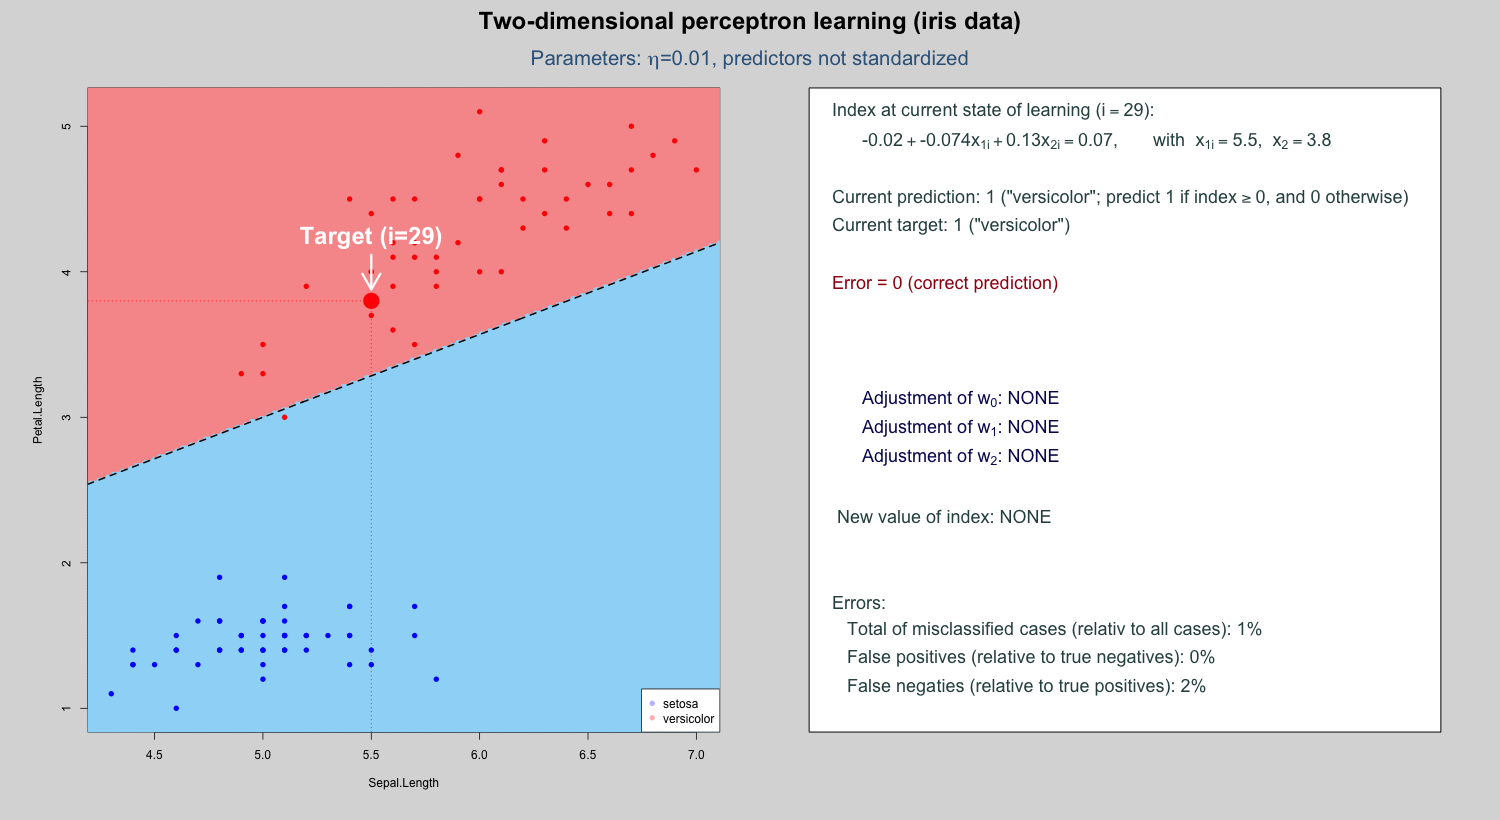 Two-dimensional perceptron learning (iris data)
Parameters: η=0.01, predictors not standardized
5
4
3
2
1
Petal.Length
Target (i=29)
setosa
versicolor
4.5 5.0 5.5 6.0 6.5 7.0
Sepal.Length
Index at current state of learning (i = 29):
-0.02 + -0.074x1i + 0.13x2i = 0.07, with x1i = 5.5, x2 = 3.8
Current prediction: 1 ("versicolor"; predict 1 if index ≥ 0, and 0 otherwise)
Current target: 1 ("versicolor")
Error = 0 (correct prediction)
Adjustment of w0: NONE
Adjustment of w1: NONE
Adjustment of w2: NONE
New value of index: NONE
Errors:
Total of misclassified cases (relativ to all cases): 1%
False positives (relative to true negatives): 0%
False negaties (relative to true positives): 2%